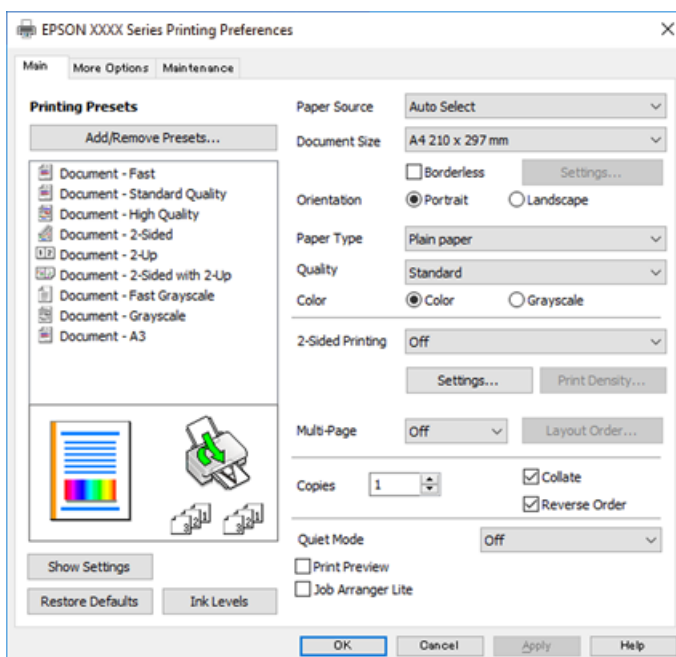 EPSON XXXX Series Printing Preferences
Main More Options Maintenance
Printing Presets
Add/Remove Presets...
Document - Fast
Document - Standard Quality
Document - High Quality
Document - 2-Sided
Document - 2-Up
Document - 2-Sided with 2-Up
Document - Fast Grayscale
Document - Grayscale
Document - A3
Show Settings
Restore Defaults Ink Levels
Paper Source Auto Select
Document Size A4 210 x 297 mm
Borderless Settings...
Orientation Portrait Landscape
Paper Type Plain paper
Quality Standard
Color Color Grayscale
2-Sided Printing Off
Settings... Print Density...
Multi-Page Off Layout Order...
Copies 1 Collate
Reverse Order
Quiet Mode Off
Print Preview
Job Arranger Lite
OK Cancel Apply Help